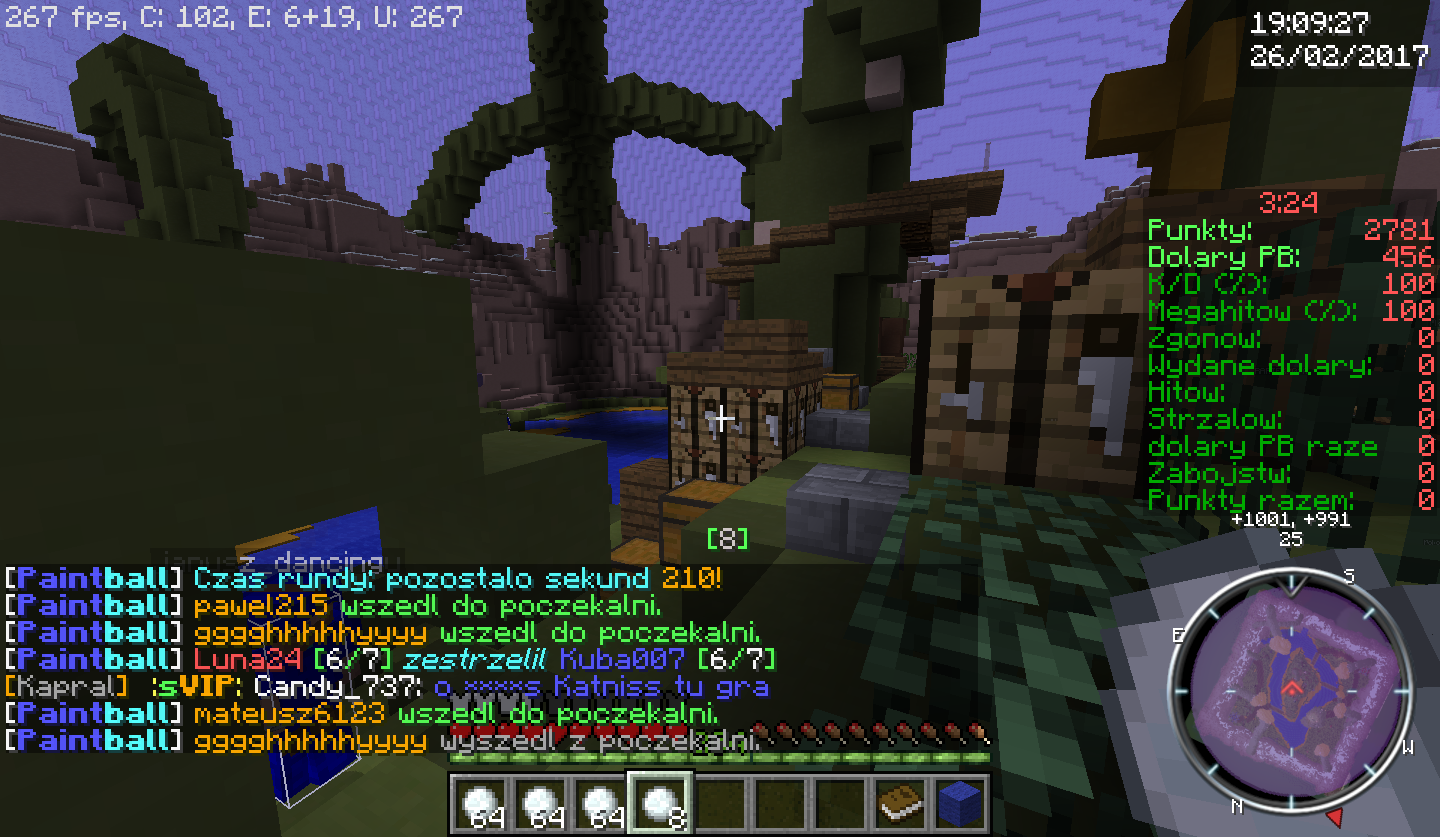 267 fps, C: 102, E: 6+19, U: 267
19:09:27
26/02/2017
3:24
Punkty: 2781
Dolary PB: 456
K/D (/): 100
Megahitow (/): 100
Zgonow: 0
Wydane dolary: 0
Hitow: 0
Strzalow: 0
dolary PB raze 0
Zabojstw: 0
Punkty razem: 0
+1001, +991
25
[8]
janusz_dancingu
[Paintball] Czas rundy: pozostalo sekund 210!
[Paintball] pawel215 wszedl do poczekalni.
[Paintball] gggghhhhhyyyy wszedl do poczekalni.
[Paintball] Luna24 [6/7] zestrzelil Kuba007 [6/7]
[Kapral] :sVIP: Candy_737: o xxxxs Katniss tu gra
[Paintball] mateusz6123 wszedl do poczekalni.
[Paintball] gggghhhhhyyyy wyszedl z poczekalni.
S
E
W
N
64 64 64 8